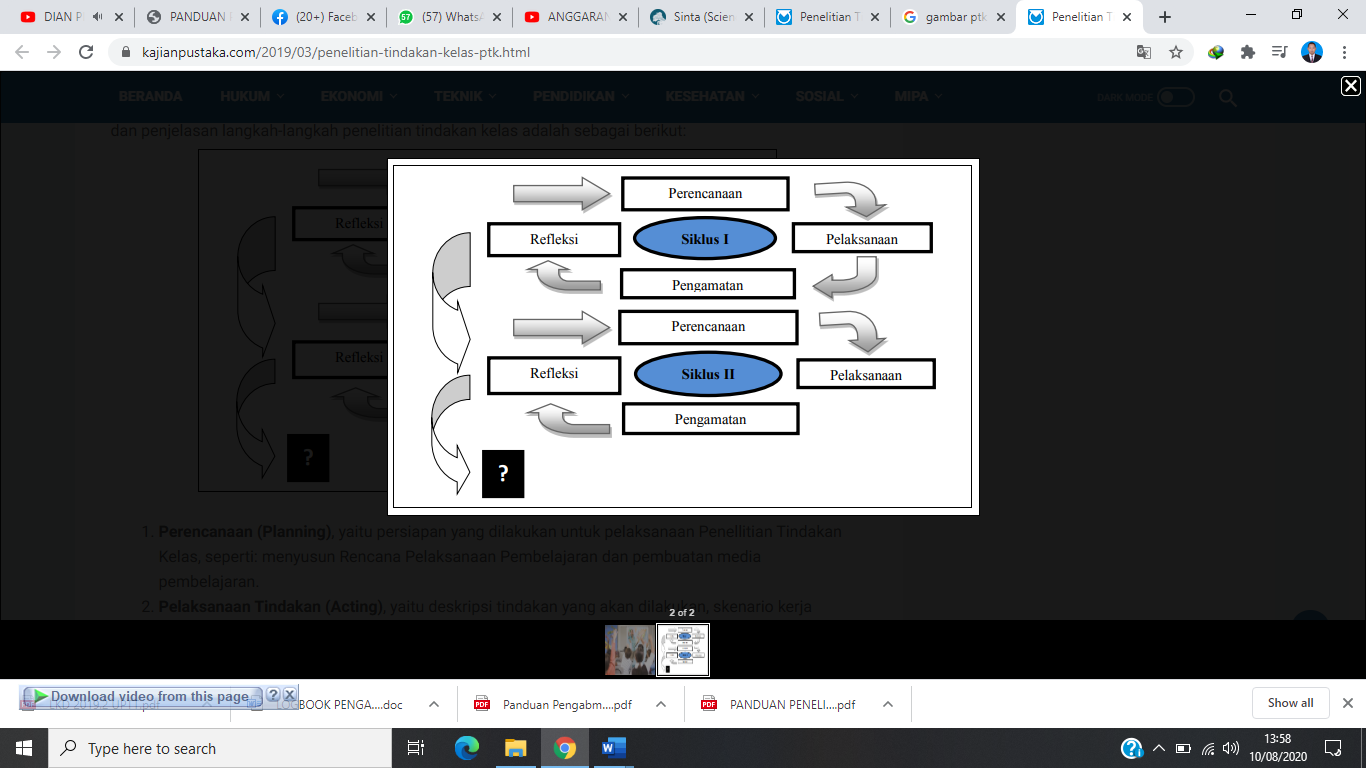 DIAN P
PANDUAN
(20+) Faceb
(57) WhatsA
ANGGARAN
Sinta (Scien
Penelitian T
gambar ptk
Penelitian T
kajianpustaka.com/2019/03/penelitian-tindakan-kelas-ptk.html
BERANDA HUKUM EKONOMI TEKNIK PENDIDIKAN KESEHATAN SOSIAL MIPA DARK MODE
dan penjelasan langkah-langkah penelitian tindakan kelas adalah sebagai berikut:
Perencanaan
Refleksi Siklus I Pelaksanaan
Pengamatan
Perencanaan
Refleksi Siklus II Pelaksanaan
Pengamatan
?
Refleksi
Refleksi
?
1. Perencanaan (Planning), yaitu persiapan yang dilakukan untuk pelaksanaan Penellitian Tindakan
Kelas, seperti: menyusun Rencana Pelaksanaan Pembelajaran dan pembuatan media
pembelajaran.
2. Pelaksanaan Tindakan (Acting), yaitu deskripsi tindakan yang akan dilakukan, skenario kerja
2 of 2
Download video from this page ? X
OGBOOK PENGA....doc
Panduan Pengabm....pdf
PANDUAN PENELI....pdf
Show all
Type here to search
13:58
10/08/2020